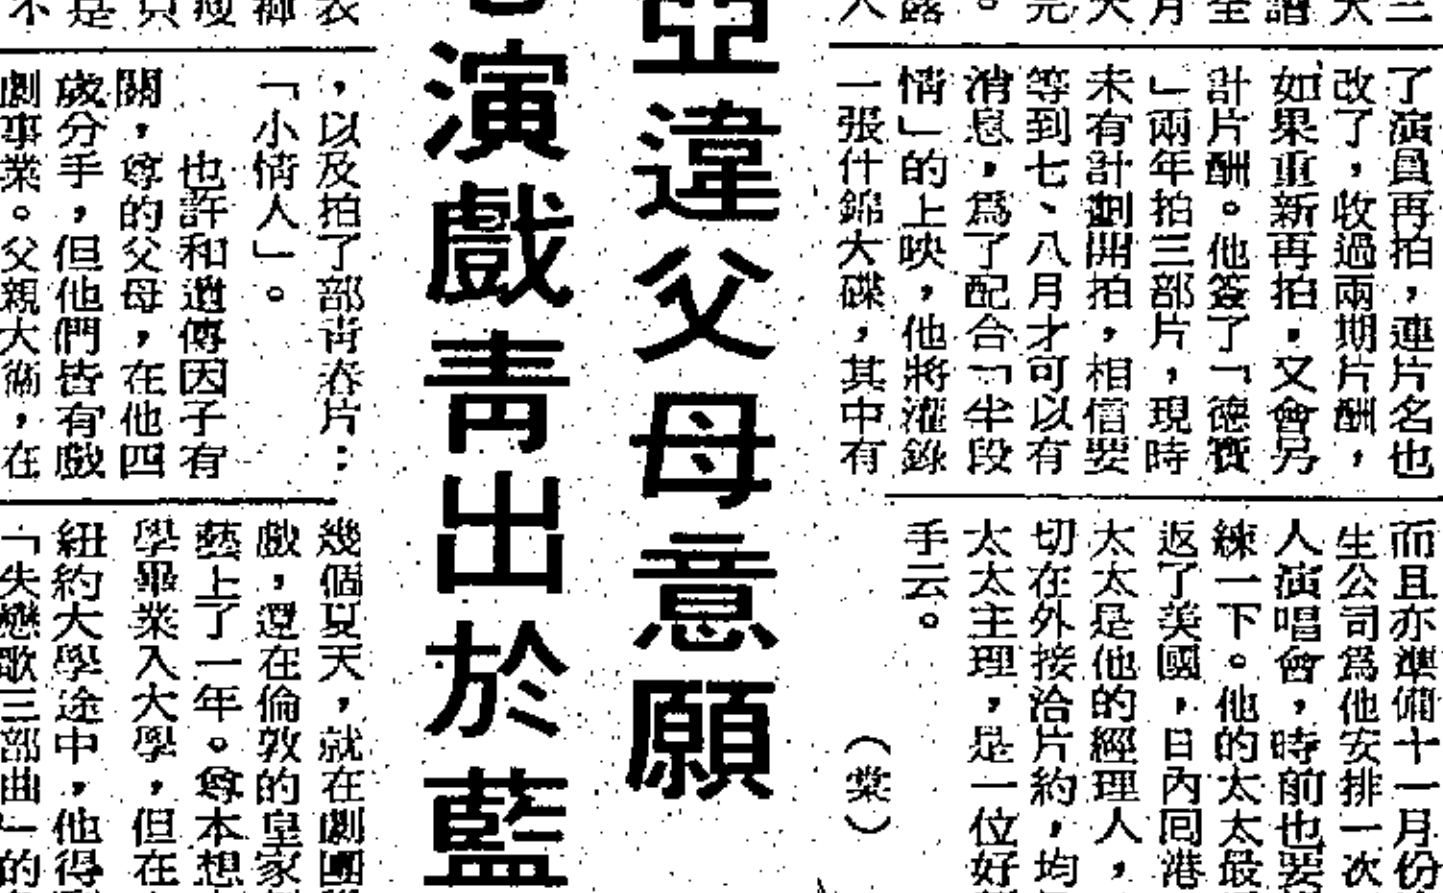 了演員再拍，連片名也
改了，收過兩期片酬，
如果重新再拍，又會另
計片酬。他簽了「德寶
」兩年拍三部片，現時
未有計劃開拍，相信要
等到七、八月才可以有
消息，為了配合「半段
情」的上映，他將灌錄
一張什錦大碟，其中有
而且亦準備十一月份
生公司為他安排一次
人演唱會，時前也要
練一下。他的太太最
返了美國，日內回港
太太是他的經理人，
切在外接洽片約，均
太太主理，是一位好
手云。
（棠）
亞違父母意願
演戲青出於藍
，以及拍了部青春片：
「小情人」。
也許和遺傳因子有
關，尊的父母，在他四
歲分手，但他們皆有戲
劇事業。父親大衛，在
幾個夏天，就在劇團
戲，還在倫敦的皇家
藝上了一年。尊本想
學畢業入大學，但在
紐約大學途中，他得
「失戀歌三部曲」的